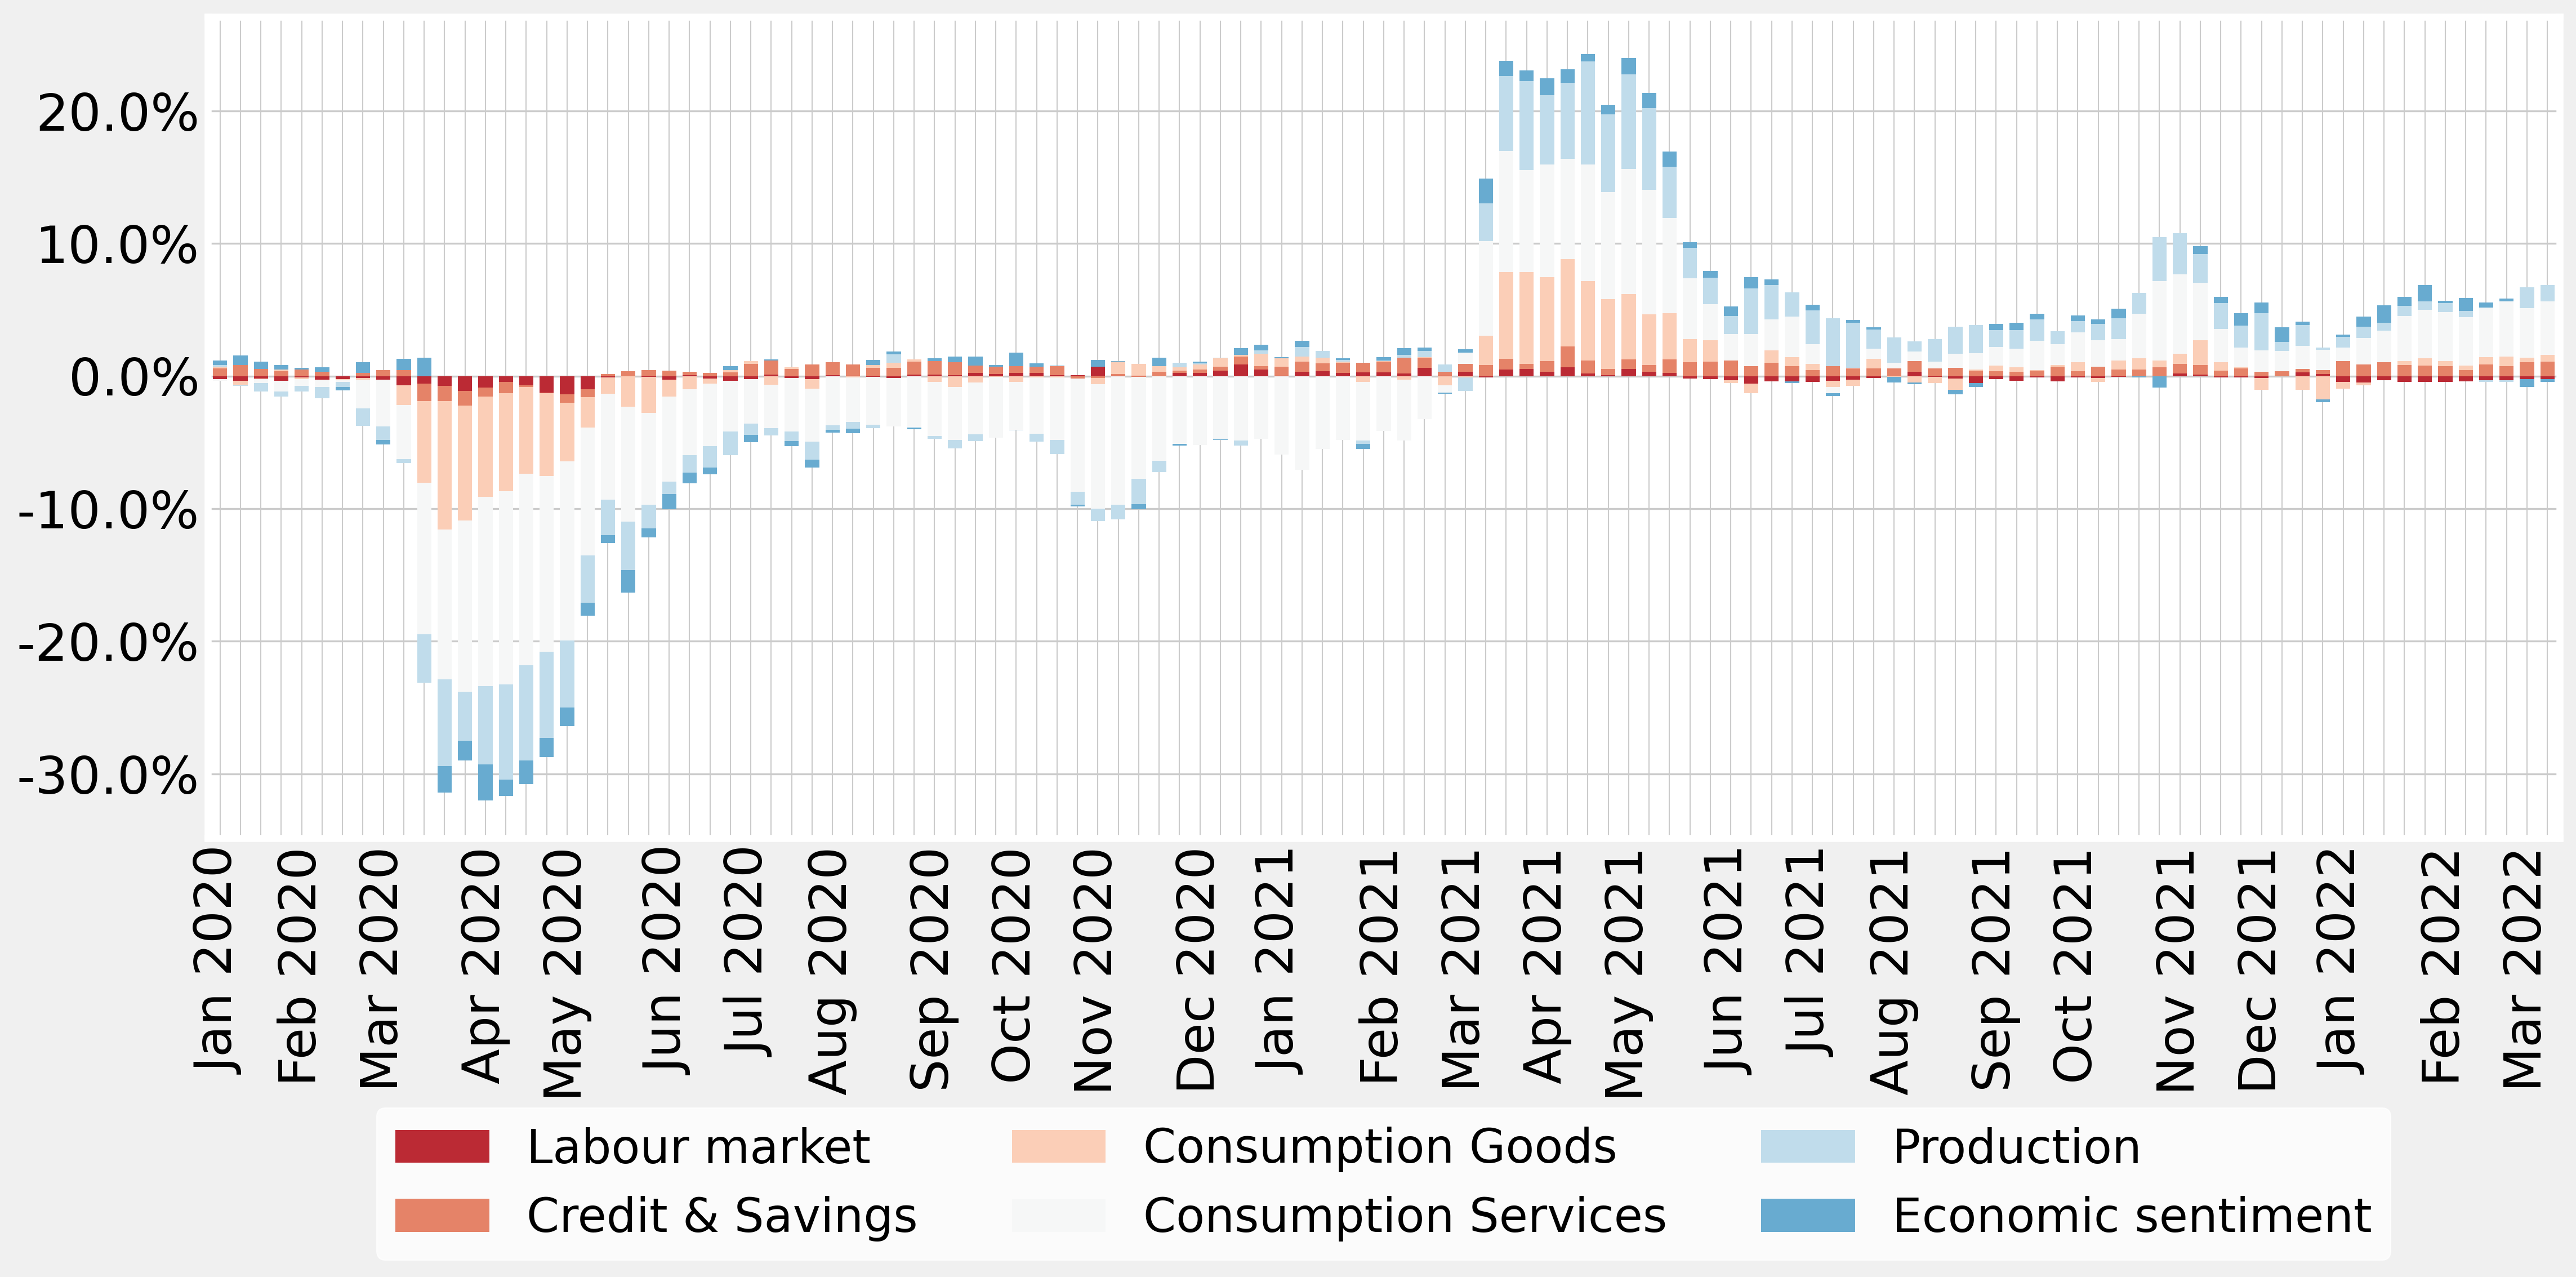 20.0%
10.0%
0.0%
-10.0%
-20.0%
-30.0%
Jan 2020
Feb 2020
Mar 2020
Apr 2020
May 2020
Jun 2020
Jul 2020
Aug 2020
Sep 2020
Oct 2020
Nov 2020
Dec 2020
Jan 2021
Feb 2021
Mar 2021
Apr 2021
May 2021
Jun 2021
Jul 2021
Aug 2021
Sep 2021
Oct 2021
Nov 2021
Dec 2021
Jan 2022
Feb 2022
Mar 2022
Labour market
Credit & Savings
Consumption Goods
Consumption Services
Production
Economic sentiment